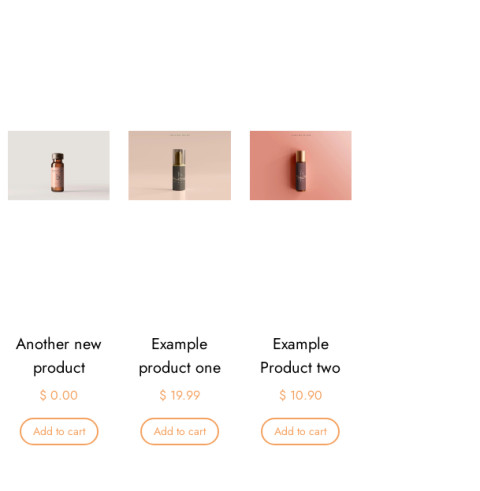 Another new
product
$ 0.00
Add to cart
Example
product one
$ 19.99
Add to cart
Example
Product two
$ 10.90
Add to cart